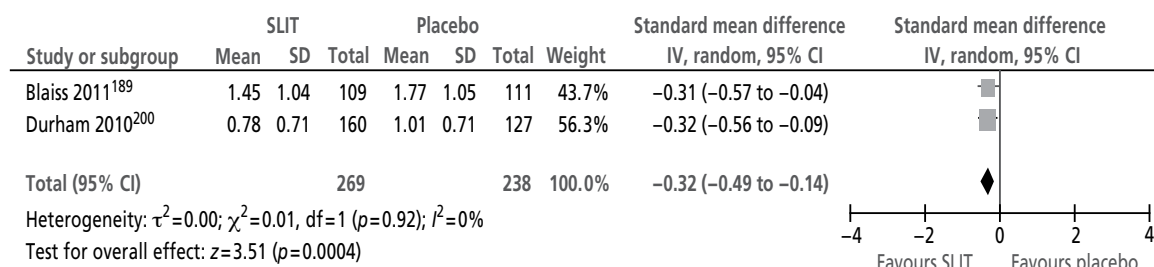 SLIT Placebo Standard mean difference Standard mean difference
Study or subgroup Mean SD Total Mean SD Total Weight IV, random, 95% CI IV, random, 95% CI
Blaiss 2011¹⁸⁹ 1.45 1.04 109 1.77 1.05 111 43.7% −0.31 (−0.57 to −0.04)
Durham 2010²⁰⁰ 0.78 0.71 160 1.01 0.71 127 56.3% −0.32 (−0.56 to −0.09)
Total (95% CI) 269 238 100.0% −0.32 (−0.49 to −0.14)
Heterogeneity: τ²=0.00; χ²=0.01, df=1 (p=0.92); I²=0%
Test for overall effect: z=3.51 (p=0.0004)
−4 −2 0 2 4
Favours SLIT Favours placebo